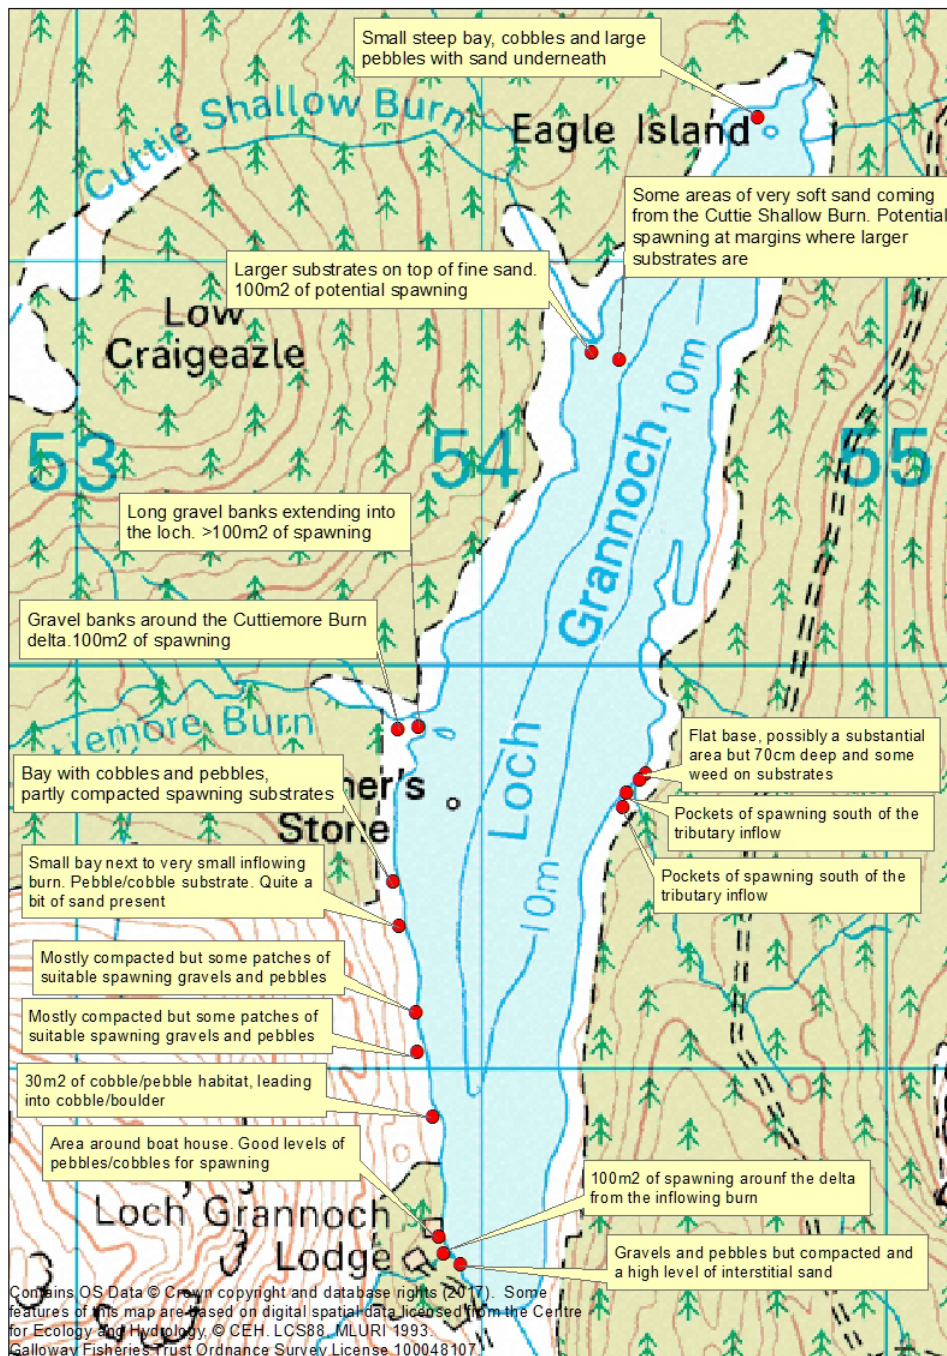 Small steep bay, cobbles and large
pebbles with sand underneath
Cuttie Shallow Burn
Eagle Island
Some areas of very soft sand coming
from the Cuttie Shallow Burn. Potential
spawning at margins where larger
substrates are
Larger substrates on top of fine sand.
100m2 of potential spawning
Low
Craigeazle
200
240
10m
53
54
55
Grannoch
Long gravel banks extending into
the loch. >100m2 of spawning
Gravel banks around the Cuttiemore Burn
delta.100m2 of spawning
tiemore Burn
Loch
Flat base, possibly a substantial
area but 70cm deep and some
weed on substrates
Bay with cobbles and pebbles,
partly compacted spawning substrates
ner's
Stone
Pockets of spawning south of the
tributary inflow
Small bay next to very small inflowing
burn. Pebble/cobble substrate. Quite a
bit of sand present
Pockets of spawning south of the
tributary inflow
10m
Mostly compacted but some patches of
suitable spawning gravels and pebbles
Mostly compacted but some patches of
suitable spawning gravels and pebbles
30m2 of cobble/pebble habitat, leading
into cobble/boulder
Area around boat house. Good levels of
pebbles/cobbles for spawning
100m2 of spawning arounf the delta
from the inflowing burn
Loch Grannoch
Lodge
Gravels and pebbles but compacted and
a high level of interstitial sand
Contains OS Data © Crown copyright and database rights (2017). Some
features of this map are based on digital spatial data licensed from the Centre
for Ecology and Hydrology, © CEH. LCS88, MLURI 1993.
Galloway Fisheries Trust Ordnance Survey License 100048107